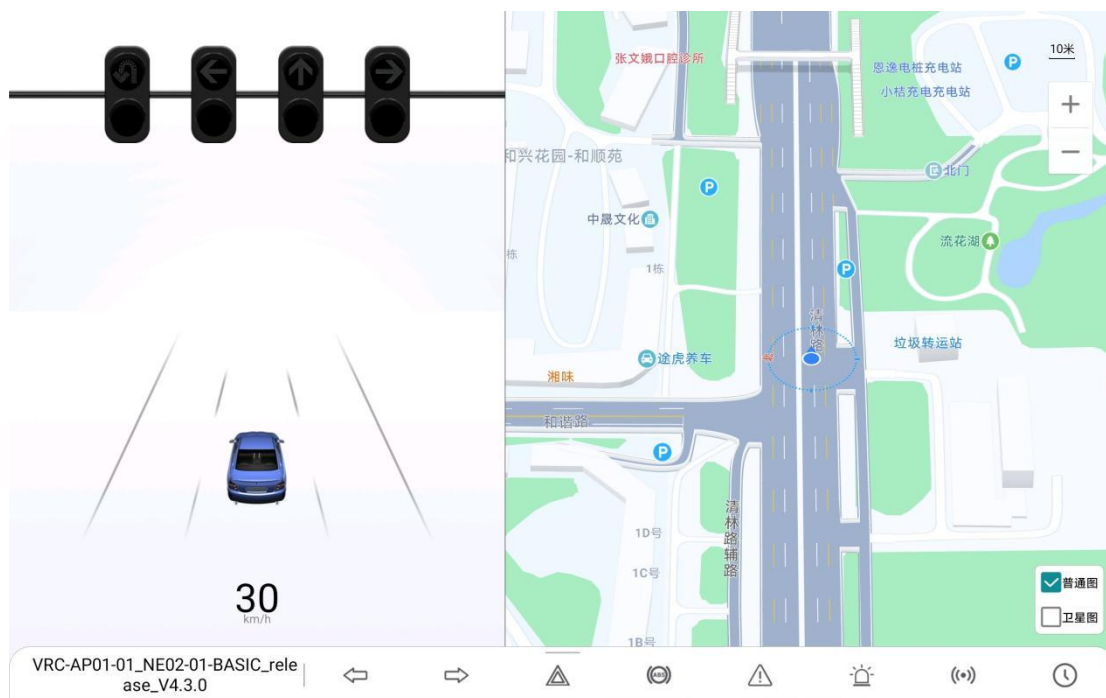 30
km/h
VRC-AP01-01_NE02-01-BASIC_rele
ase_V4.3.0
ABS
张文娥口腔诊所
恩逸电桩充电站
小桔充电充电站
10米
+
−
P
和兴花园-和顺苑
P
北门
中晟文化
流花湖
栋
1栋
P
清林路
北
途虎养车
垃圾转运站
湘味
和谐路
P
清林路辅路
1D号
1C号
1B号
普通图
卫星图